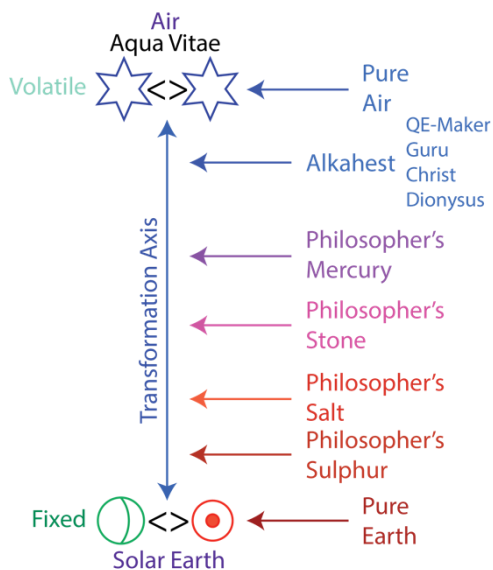 Air
Aqua Vitae
Volatile
<>
Pure
Air
QE-Maker
Guru
Christ
Dionysus
Alkahest
Transformation Axis
Philosopher's
Mercury
Philosopher's
Stone
Philosopher's
Salt
Philosopher's
Sulphur
Fixed
<>
Pure
Earth
Solar Earth